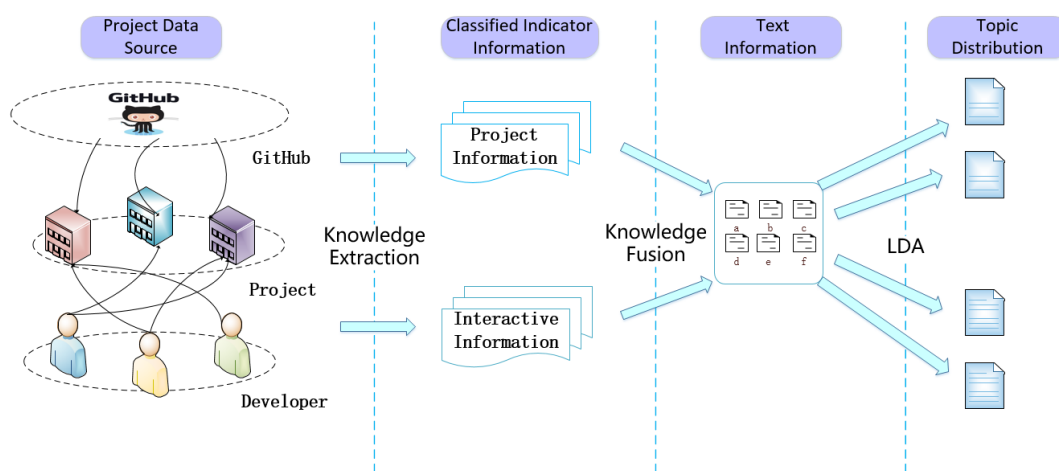 Project Data
Source
Classified Indicator
Information
Text
Information
Topic
Distribution
GitHub
GitHub
Project
Developer
Knowledge
Extraction
Project
Information
Interactive
Information
Knowledge
Fusion
a b c
d e f
LDA